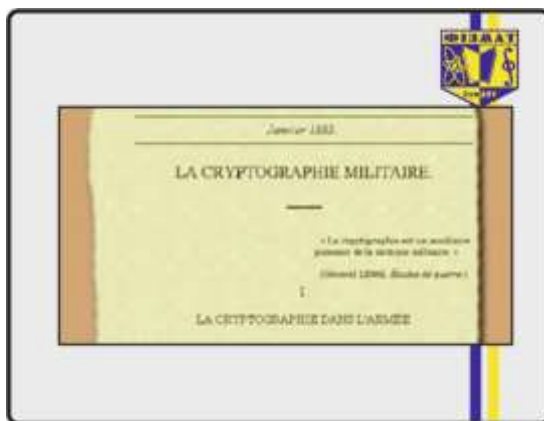 ФІЗМАТ
Janvier 1883.
LA CRYPTOGRAPHIE MILITAIRE.
« La cryptographie est un auxiliaire
puissant de la tactique militaire. »
(Général LEWAL, Études de guerre.)
I
LA CRYPTOGRAPHIE DANS L'ARMÉE